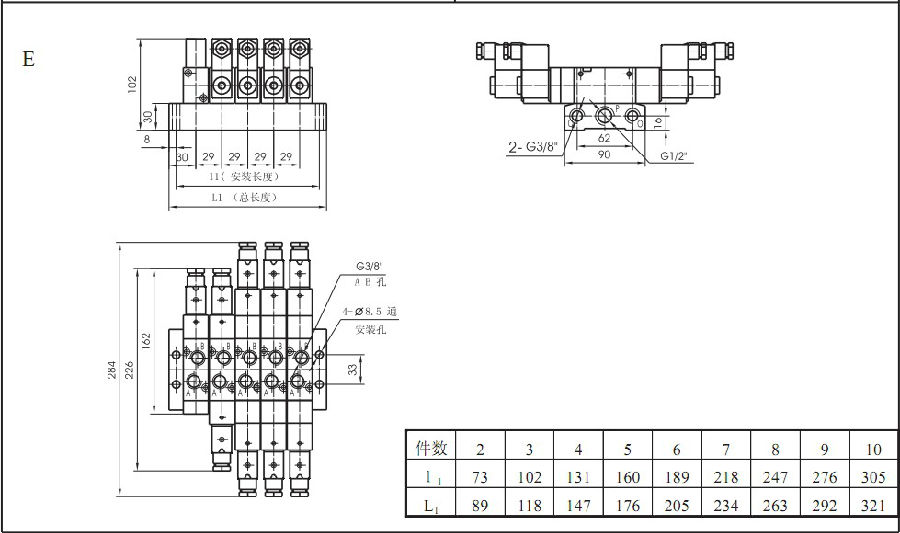 E
102
30
8
30 29 29 29 29
l1( 安装长度)
L1 (总长度)
P
O O
16
2- G3/8"
62
G1/2"
90
G3/8'
A B 孔
4-Ø8.5 通
安装孔
284
226
162
33
B B B B B
A A A A A
件数 2 3 4 5 6 7 8 9 10
l1 73 102 131 160 189 218 247 276 305
L1 89 118 147 176 205 234 263 292 321